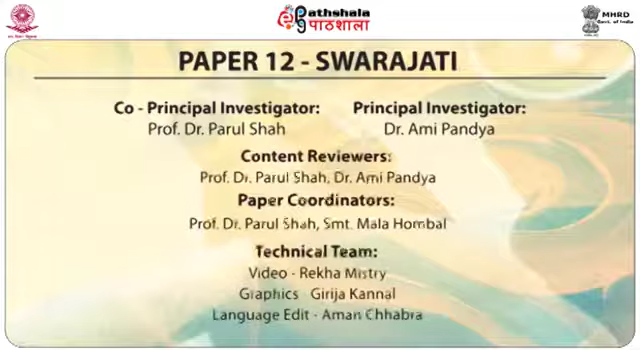 Pathshala
पाठशाला
MHRD
Govt. of India
PAPER 12 - SWARAJATI
Co - Principal Investigator: Principal Investigator:
Prof. Dr. Parul Shah Dr. Ami Pandya
Content Reviewers:
Prof. Dr. Parul Shah, Dr. Ami Pandya
Paper Coordinators:
Prof. Dr. Parul Shah, Smt. Mala Hombal
Technical Team:
Video - Rekha Mistry
Graphics - Girija Kannal
Language Edit - Aman Chhabra